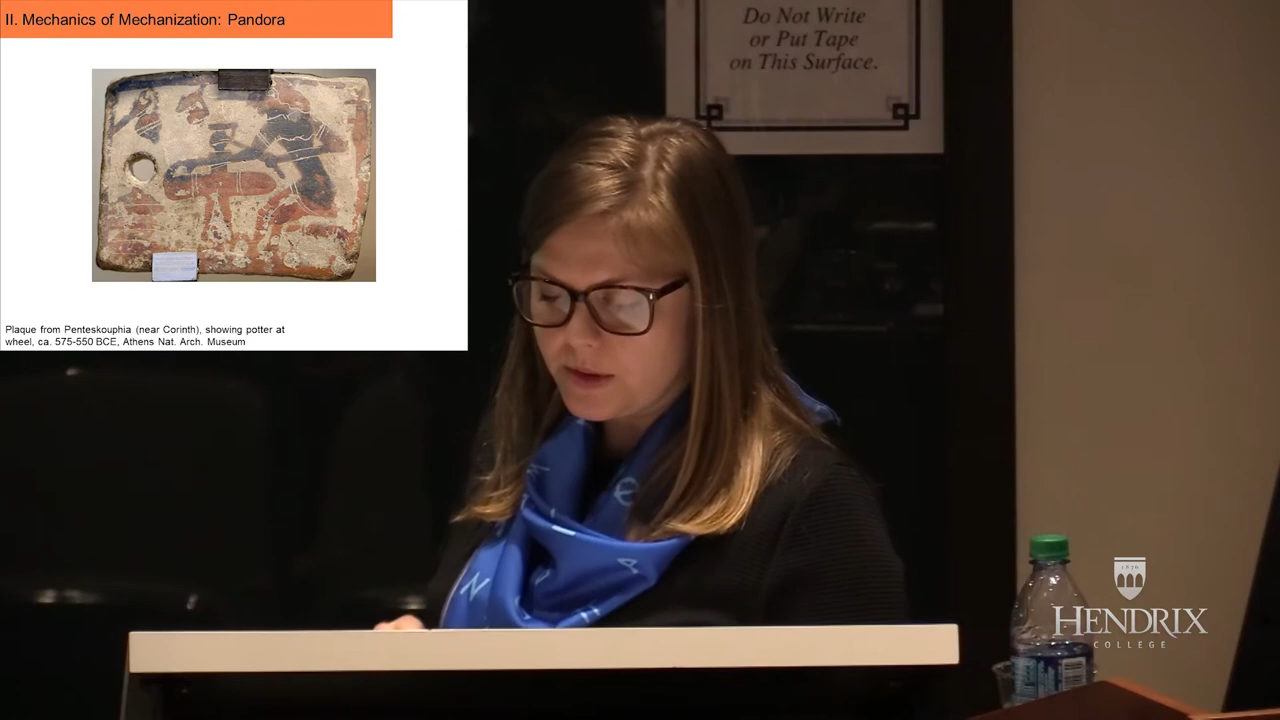 II. Mechanics of Mechanization: Pandora
Plaque from Penteskouphia (near Corinth), showing potter at
wheel, ca. 575-550 BCE, Athens Nat. Arch. Museum
Do Not Write
or Put Tape
on This Surface.
1876
HENDRIX
COLLEGE